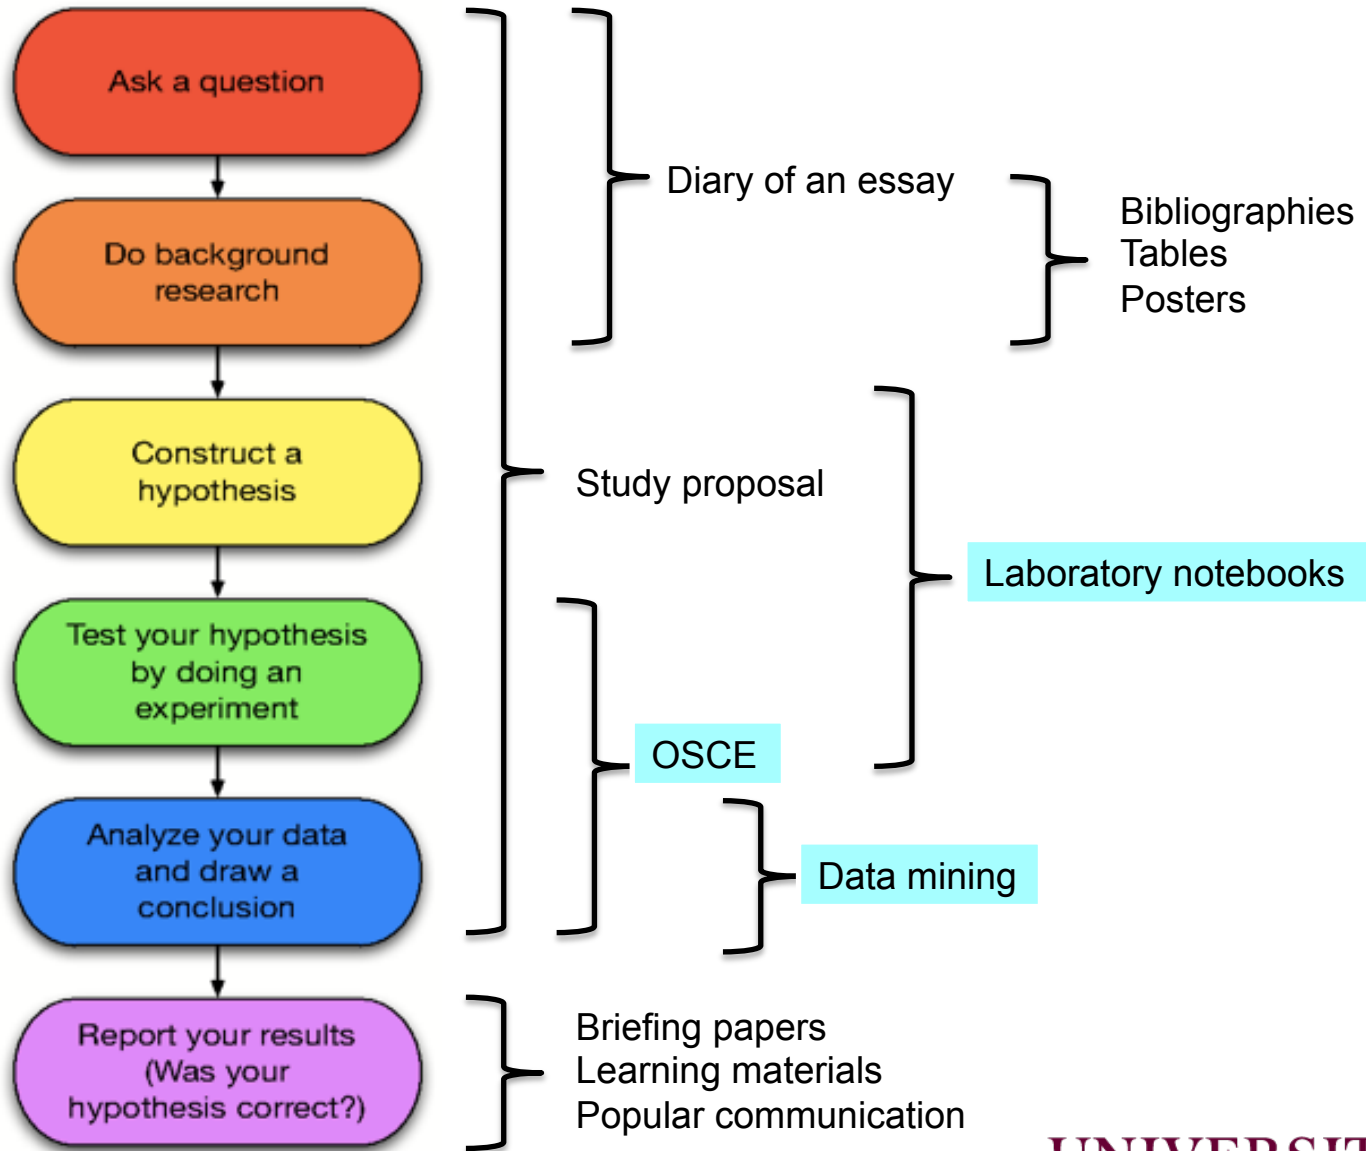 Ask a question
Do background
research
Construct a
hypothesis
Test your hypothesis
by doing an
experiment
Analyze your data
and draw a
conclusion
Report your results
(Was your
hypothesis correct?)
Diary of an essay
Bibliographies
Tables
Posters
Study proposal
Laboratory notebooks
OSCE
Data mining
Briefing papers
Learning materials
Popular communication